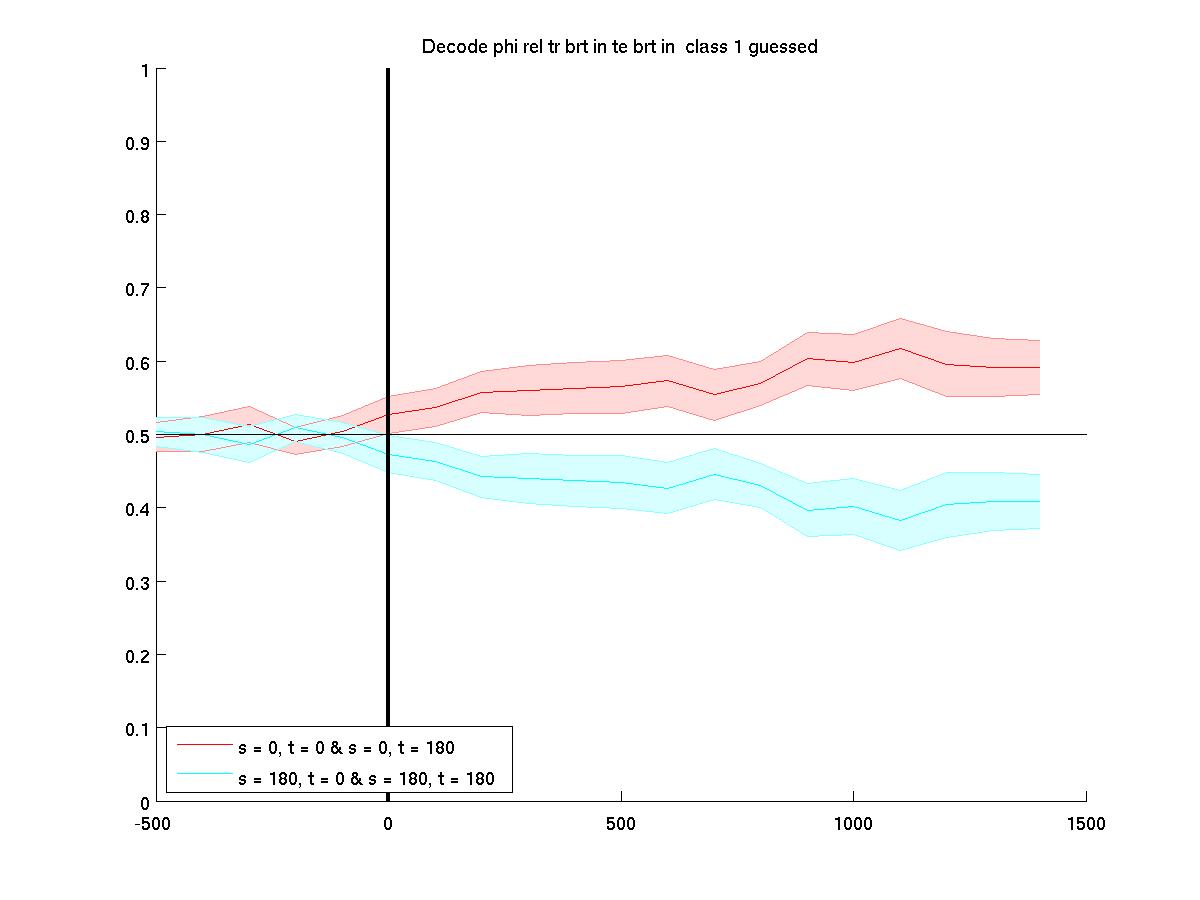 Decode phi rel tr brt in te brt in  class 1 guessed
1
0.9
0.8
0.7
0.6
0.5
0.4
0.3
0.2
0.1
0
s = 0, t = 0 & s = 0, t = 180
s = 180, t = 0 & s = 180, t = 180
-500 0 500 1000 1500